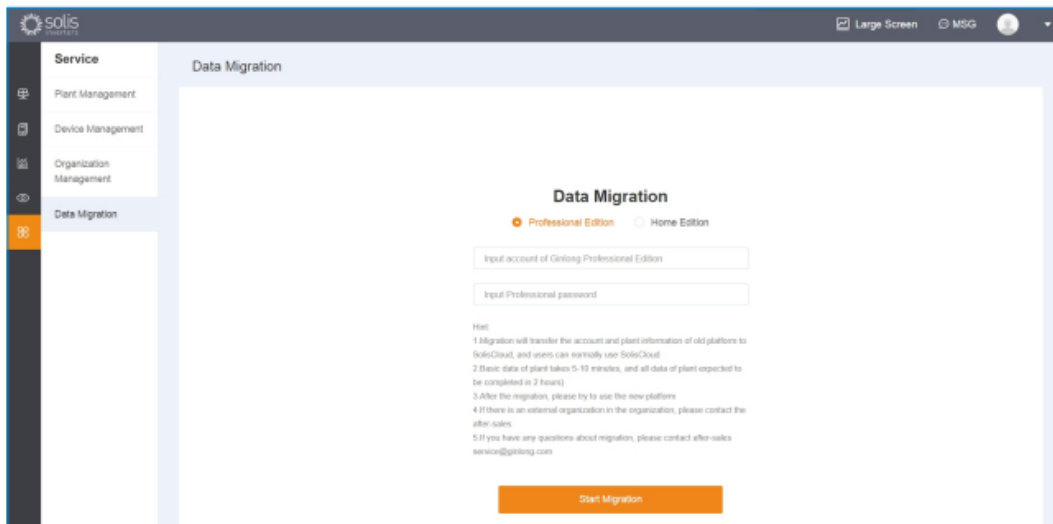 solis
inverters
Large Screen
MSG
Service
Plant Management
Device Management
Organization
Management
Data Migration
Data Migration
Data Migration
Professional Edition
Home Edition
Input account of Ginlong Professional Edition
Input Professional password
Hint:
1.Migration will transfer the account and plant information of old platform to
SolisCloud, and users can normally use SolisCloud
2.Basic data of plant takes 5-10 minutes, and all data of plant expected to
be completed in 2 hours)
3.After the migration, please try to use the new platform
4.If there is an external organization in the organization, please contact the
after-sales
5.If you have any questions about migration, please contact after-sales
service@ginlong.com
Start Migration